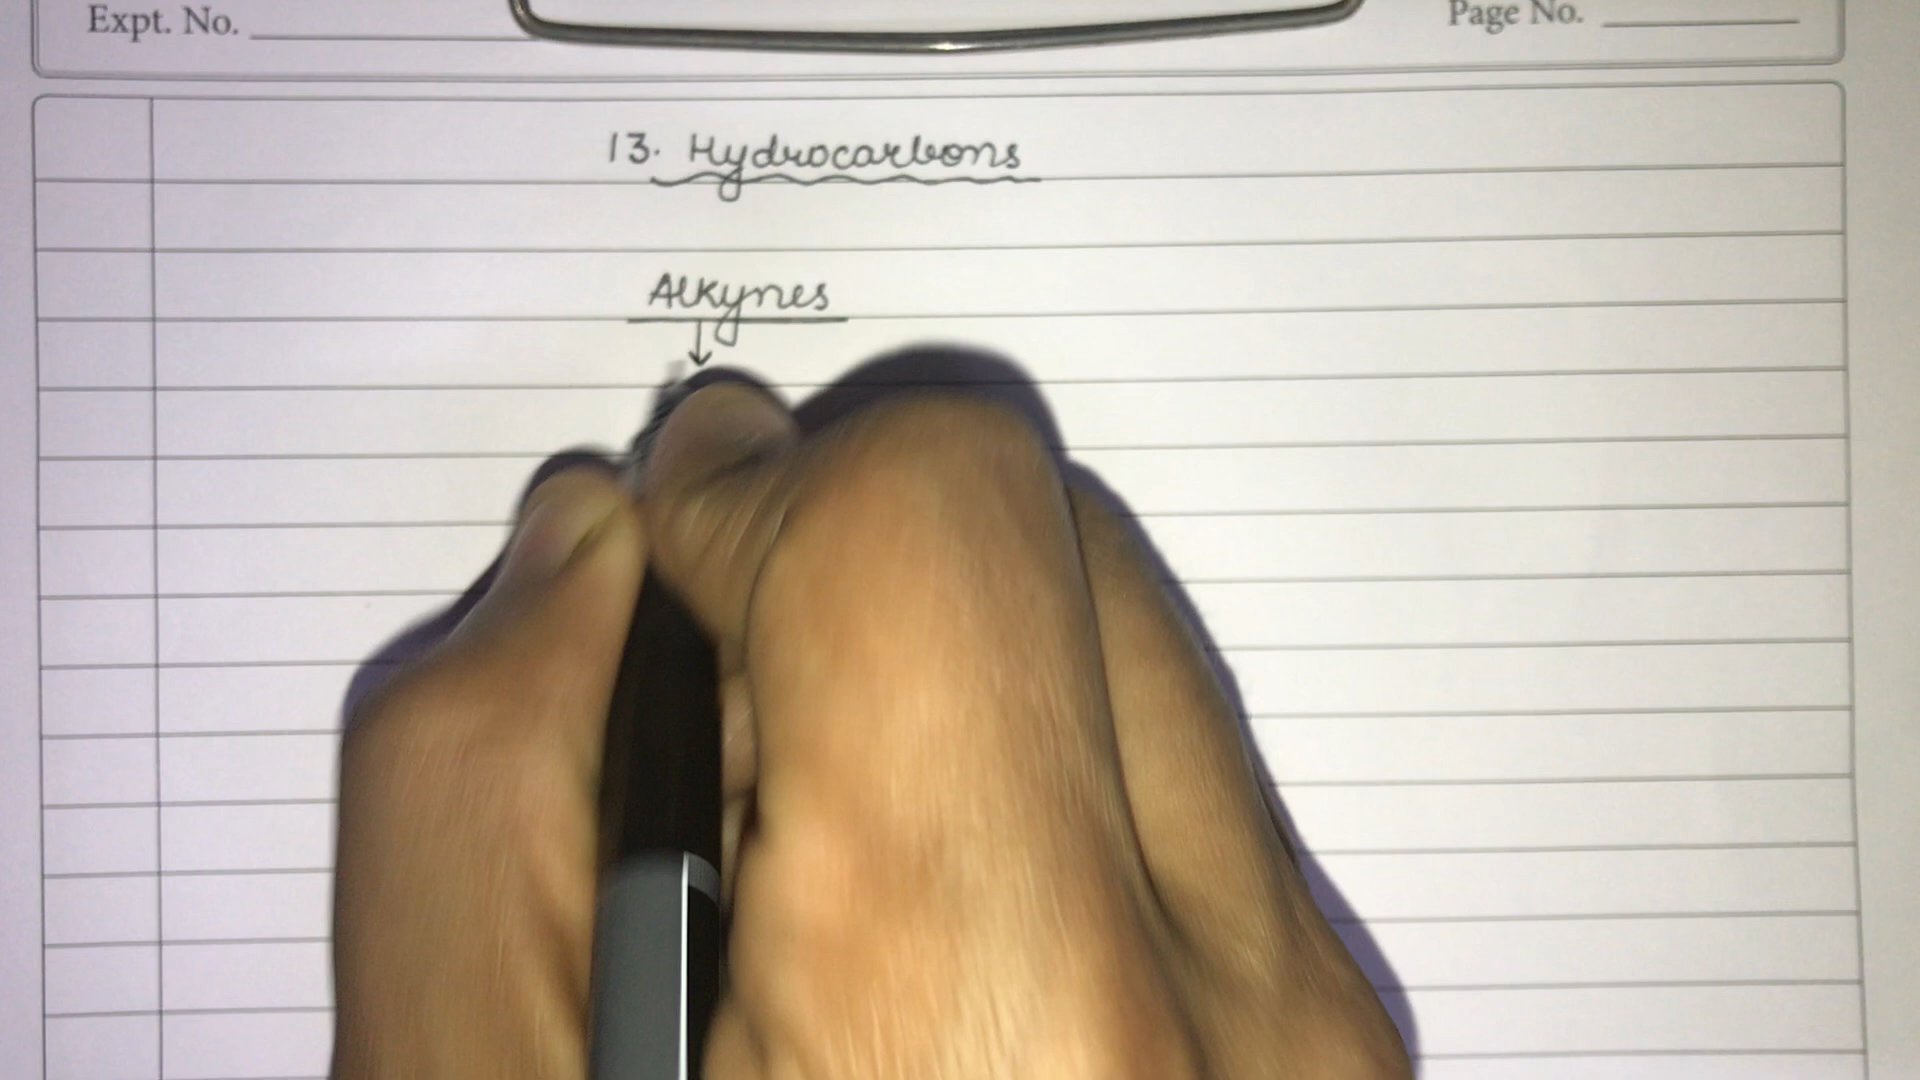 Expt. No. Page No.
13. Hydrocarbons
Alkynes